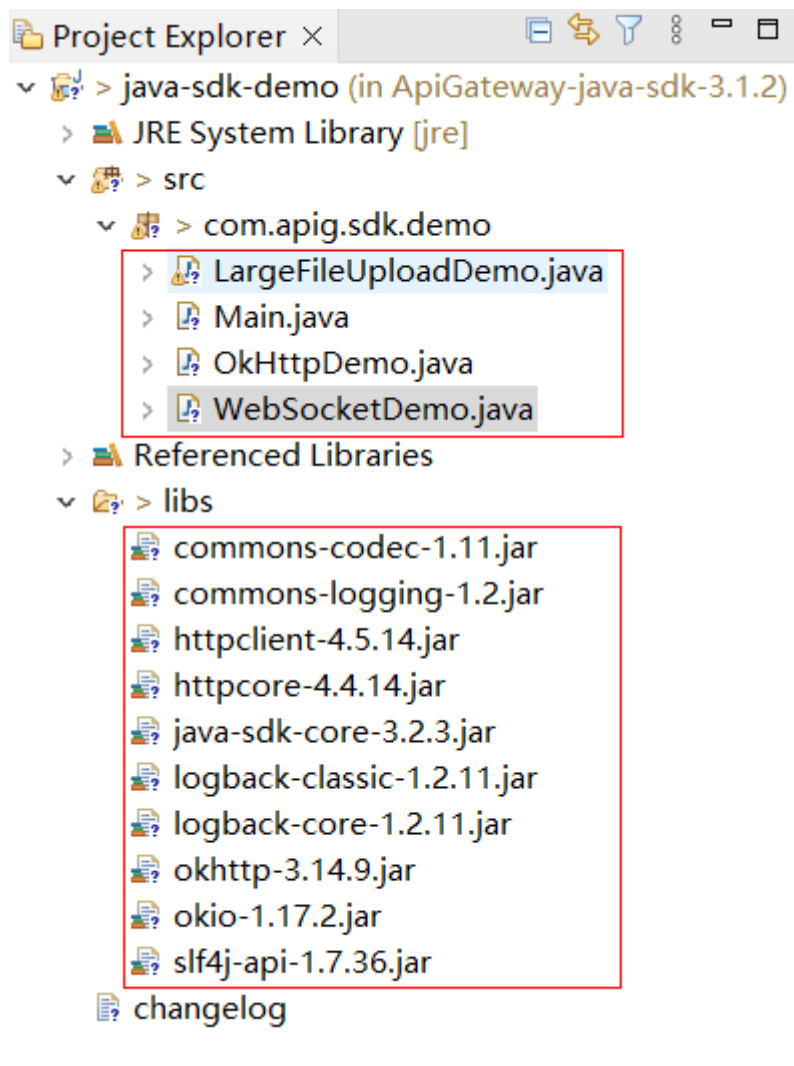 Project Explorer ×
> java-sdk-demo (in ApiGateway-java-sdk-3.1.2)
JRE System Library [jre]
> src
> com.apig.sdk.demo
LargeFileUploadDemo.java
Main.java
OkHttpDemo.java
WebSocketDemo.java
Referenced Libraries
> libs
commons-codec-1.11.jar
commons-logging-1.2.jar
httpclient-4.5.14.jar
httpcore-4.4.14.jar
java-sdk-core-3.2.3.jar
logback-classic-1.2.11.jar
logback-core-1.2.11.jar
okhttp-3.14.9.jar
okio-1.17.2.jar
slf4j-api-1.7.36.jar
changelog